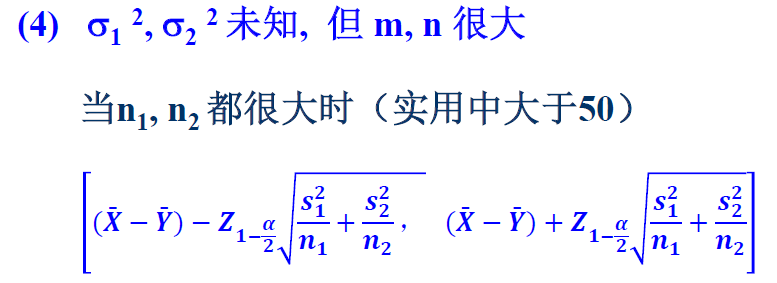 (4) σ₁², σ₂² 未知, 但 m, n 很大
当n₁, n₂ 都很大时（实用中大于50）
[(X̄ − Ȳ) − Z_{1−α/2} √(s₁²/n₁ + s₂²/n₂) , (X̄ − Ȳ) + Z_{1−α/2} √(s₁²/n₁ + s₂²/n₂)]